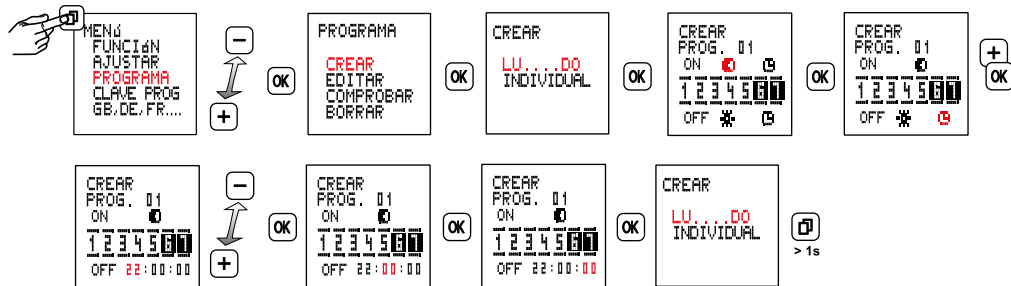 MENú
FUNCIóN
AJUSTAR
PROGRAMA
CLAVE PROG
GB,DE,FR....
−
+
OK
PROGRAMA
CREAR
EDITAR
COMPROBAR
BORRAR
OK
CREAR
LU....DO
INDIVIDUAL
OK
CREAR
PROG. 01
ON
1 2 3 4 5 6 7
OFF
OK
CREAR
PROG. 01
ON
1 2 3 4 5 6 7
OFF
+
OK
CREAR
PROG. 01
ON
1 2 3 4 5 6 7
OFF 22:00:00
−
+
OK
CREAR
PROG. 01
ON
1 2 3 4 5 6 7
OFF 22:00:00
OK
CREAR
PROG. 01
ON
1 2 3 4 5 6 7
OFF 22:00:00
OK
CREAR
LU....DO
INDIVIDUAL
> 1s